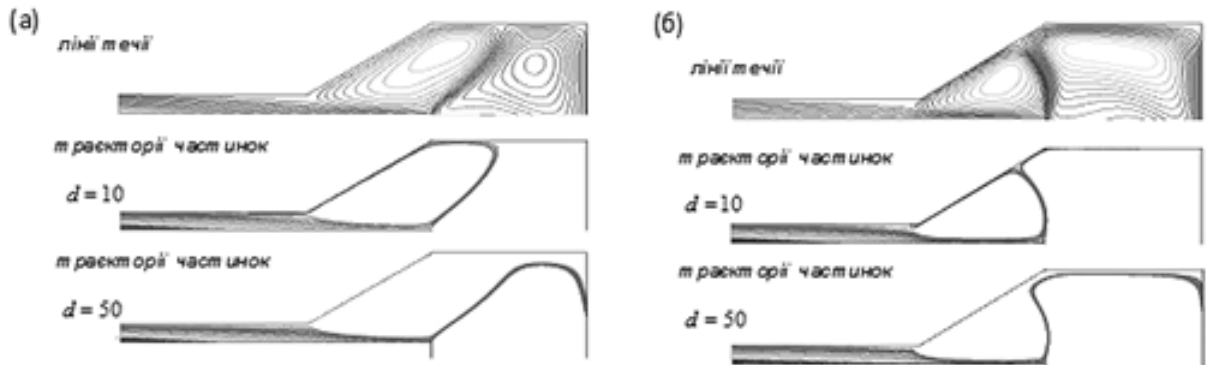 (а)
лінії течії
траєкторії частинок
d = 10
траєкторії частинок
d = 50
(б)
лінії течії
траєкторії частинок
d = 10
траєкторії частинок
d = 50